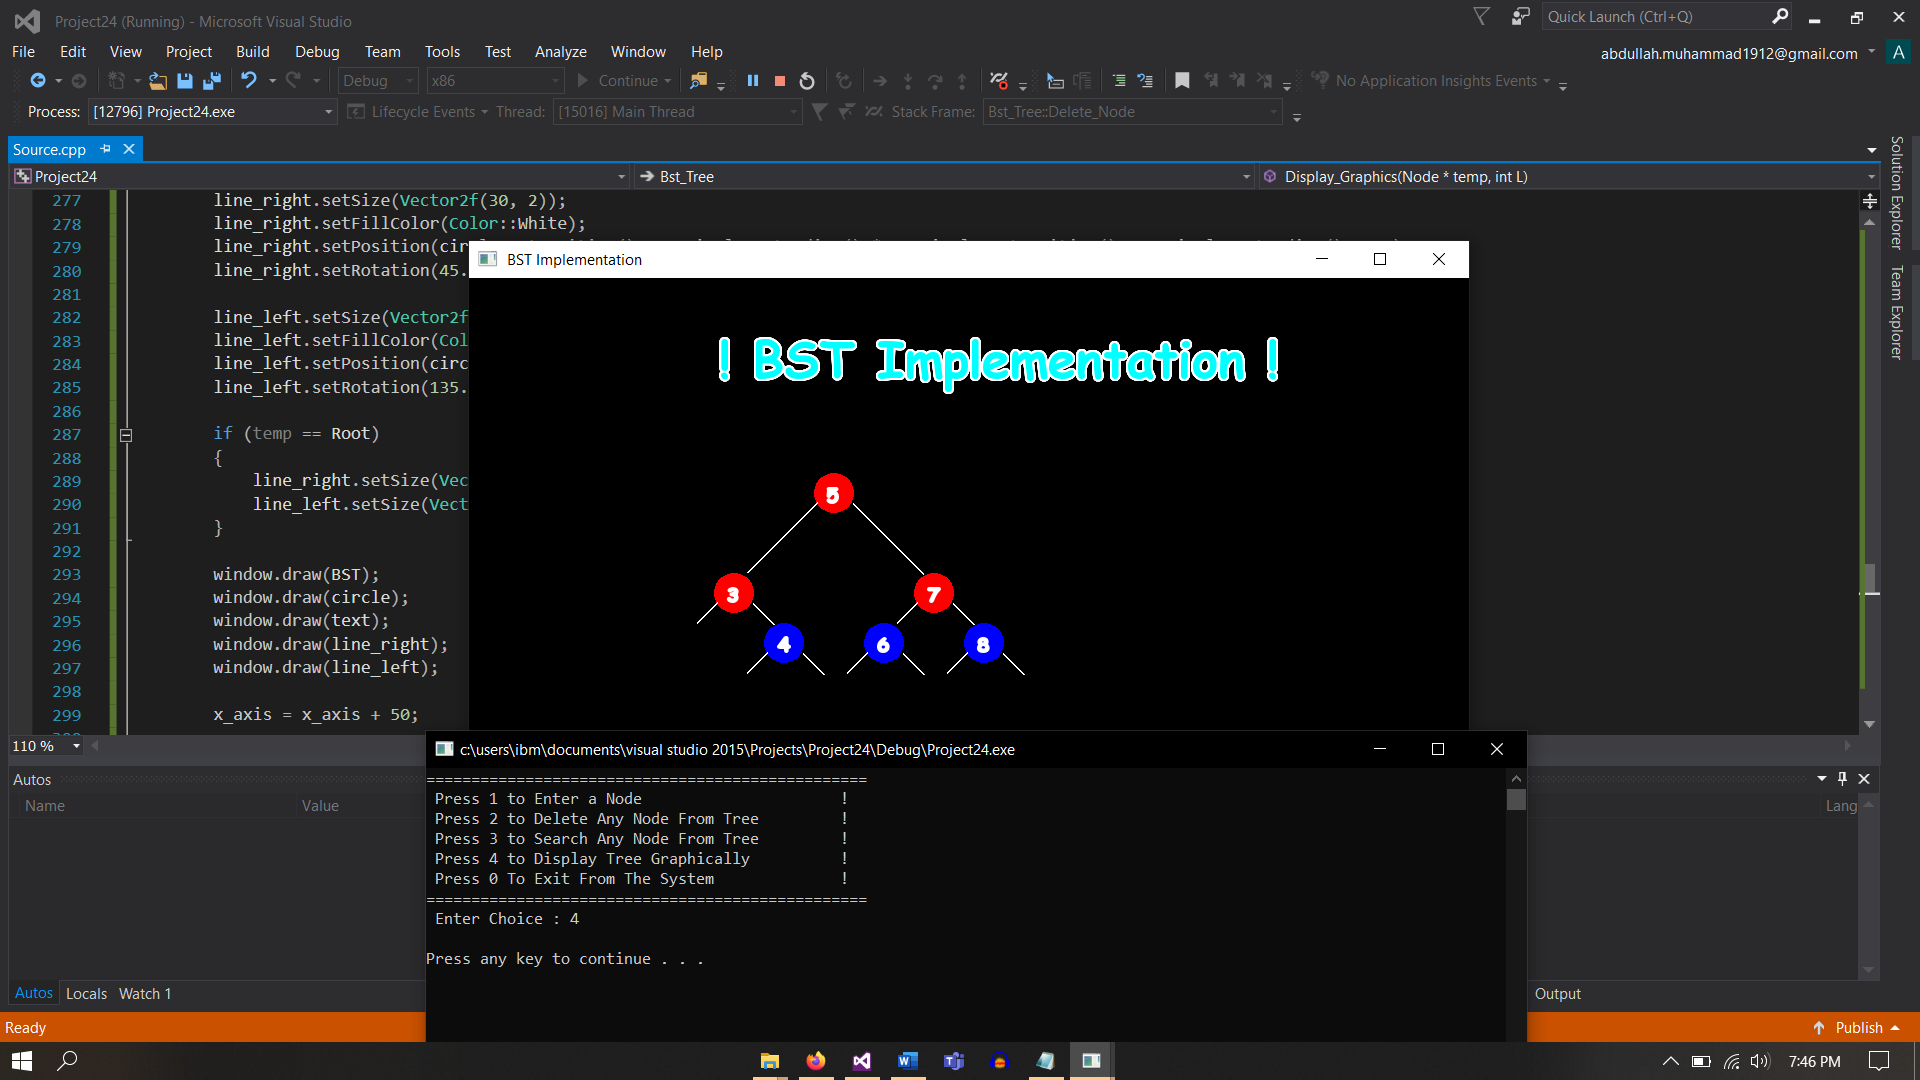 Project24 (Running) - Microsoft Visual Studio
Quick Launch (Ctrl+Q)
File Edit View Project Build Debug Team Tools Test Analyze Window Help
abdullah.muhammad1912@gmail.com A
Debug x86 Continue No Application Insights Events
Process: [12796] Project24.exe Lifecycle Events Thread: [15016] Main Thread Stack Frame: Bst_Tree::Delete_Node
Source.cpp
Project24 Bst_Tree Display_Graphics(Node * temp, int L)
277 line_right.setSize(Vector2f(30, 2));
278 line_right.setFillColor(Color::White);
279 line_right.setPosition(cir
280 line_right.setRotation(45.
281
282 line_left.setSize(Vector2f
283 line_left.setFillColor(Col
284 line_left.setPosition(circ
285 line_left.setRotation(135.
286
287 if (temp == Root)
288 {
289 line_right.setSize(Vec
290 line_left.setSize(Vect
291 }
292
293 window.draw(BST);
294 window.draw(circle);
295 window.draw(text);
296 window.draw(line_right);
297 window.draw(line_left);
298
299 x_axis = x_axis + 50;
110 %
Solution Explorer
Team Explorer
BST Implementation
! BST Implementation !
5
3 7
4 6 8
c:\users\ibm\documents\visual studio 2015\Projects\Project24\Debug\Project24.exe
=================================================
Press 1 to Enter a Node !
Press 2 to Delete Any Node From Tree !
Press 3 to Search Any Node From Tree !
Press 4 to Display Tree Graphically !
Press 0 To Exit From The System !
=================================================
Enter Choice : 4
Press any key to continue . . .
Autos
Name Value Lang
Autos Locals Watch 1 Output
Ready Publish
7:46 PM